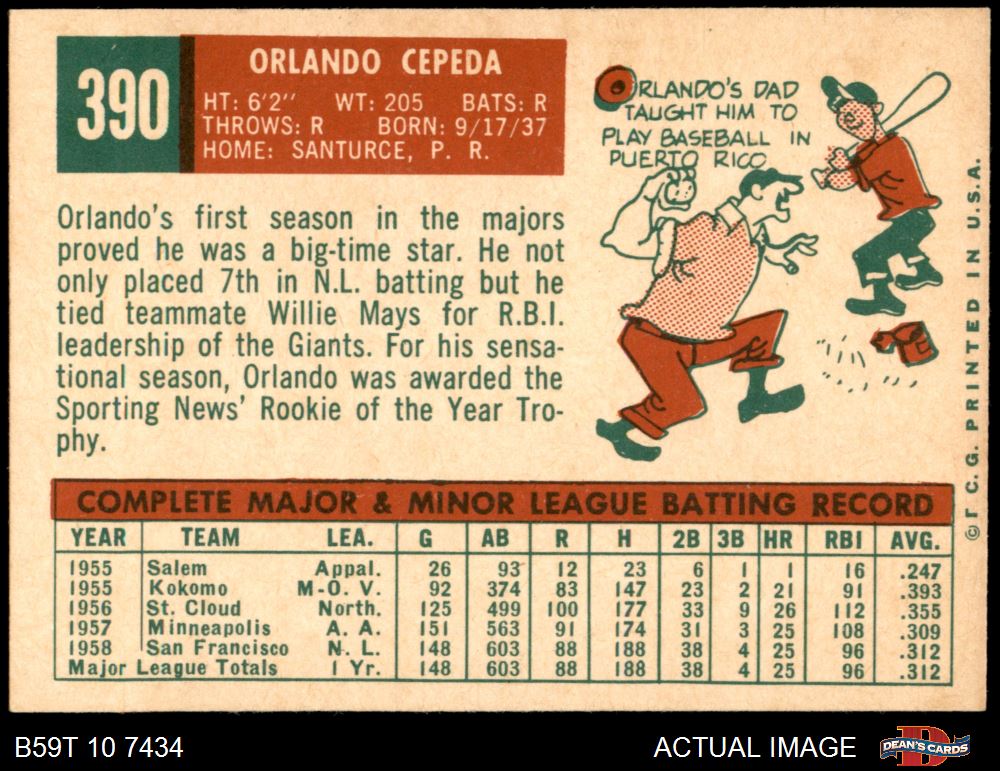 390
ORLANDO CEPEDA
HT: 6'2" WT: 205 BATS: R
THROWS: R BORN: 9/17/37
HOME: SANTURCE, P. R.
ORLANDO'S DAD
TAUGHT HIM TO
PLAY BASEBALL IN
PUERTO RICO
Orlando's first season in the majors
proved he was a big-time star. He not
only placed 7th in N.L. batting but he
tied teammate Willie Mays for R.B.I.
leadership of the Giants. For his sensa-
tional season, Orlando was awarded the
Sporting News' Rookie of the Year Tro-
phy.
© T. C. G. PRINTED IN U.S.A.
COMPLETE MAJOR & MINOR LEAGUE BATTING RECORD
YEAR TEAM LEA. G AB R H 2B 3B HR RBI AVG.
1955 Salem Appal. 26 93 12 23 6 1 1 16 .247
1955 Kokomo M-O. V. 92 374 83 147 23 2 21 91 .393
1956 St. Cloud North. 125 499 100 177 33 9 26 112 .355
1957 Minneapolis A. A. 151 563 91 174 31 3 25 108 .309
1958 San Francisco N. L. 148 603 88 188 38 4 25 96 .312
Major League Totals 1 Yr. 148 603 88 188 38 4 25 96 .312
B59T 10 7434
ACTUAL IMAGE
D
DEAN'S CARDS